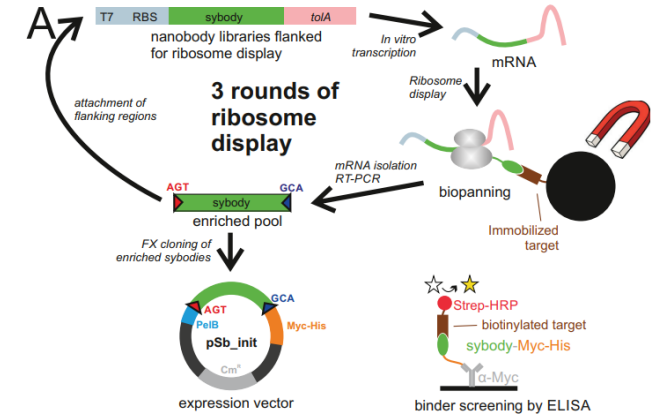 A
T7 RBS sybody tolA
nanobody libraries flanked
for ribosome display
In vitro
transcription
mRNA
Ribosome
display
attachment of
flanking regions
3 rounds of
ribosome
display
mRNA isolation
RT-PCR
biopanning
Immobilized
target
AGT
GCA
sybody
enriched pool
FX cloning of
enriched sybodies
AGT
GCA
PelB
Myc-His
pSb_init
Cmᴿ
expression vector
Strep-HRP
biotinylated target
sybody-Myc-His
α-Myc
binder screening by ELISA